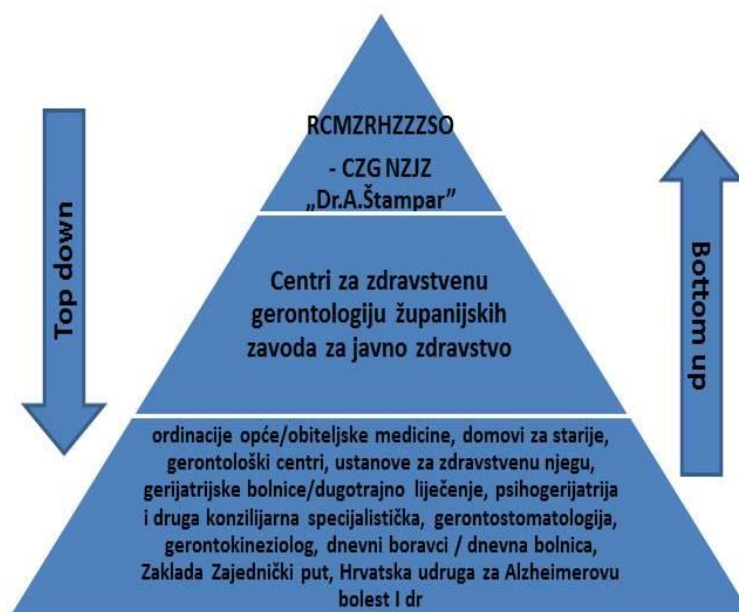 RCMZRHZZZSO
- CZG NZJZ
„Dr.A.Štampar”
Top down
Centri za zdravstvenu
gerontologiju županijskih
zavoda za javno zdravstvo
Bottom up
ordinacije opće/obiteljske medicine, domovi za starije,
gerontološki centri, ustanove za zdravstvenu njegu,
gerijatrijske bolnice/dugotrajno liječenje, psihogerijatrija
i druga konzilijarna specijalistička, gerontostomatologija,
gerontokineziolog, dnevni boravci / dnevna bolnica,
Zaklada Zajednički put, Hrvatska udruga za Alzheimerovu
bolest I dr